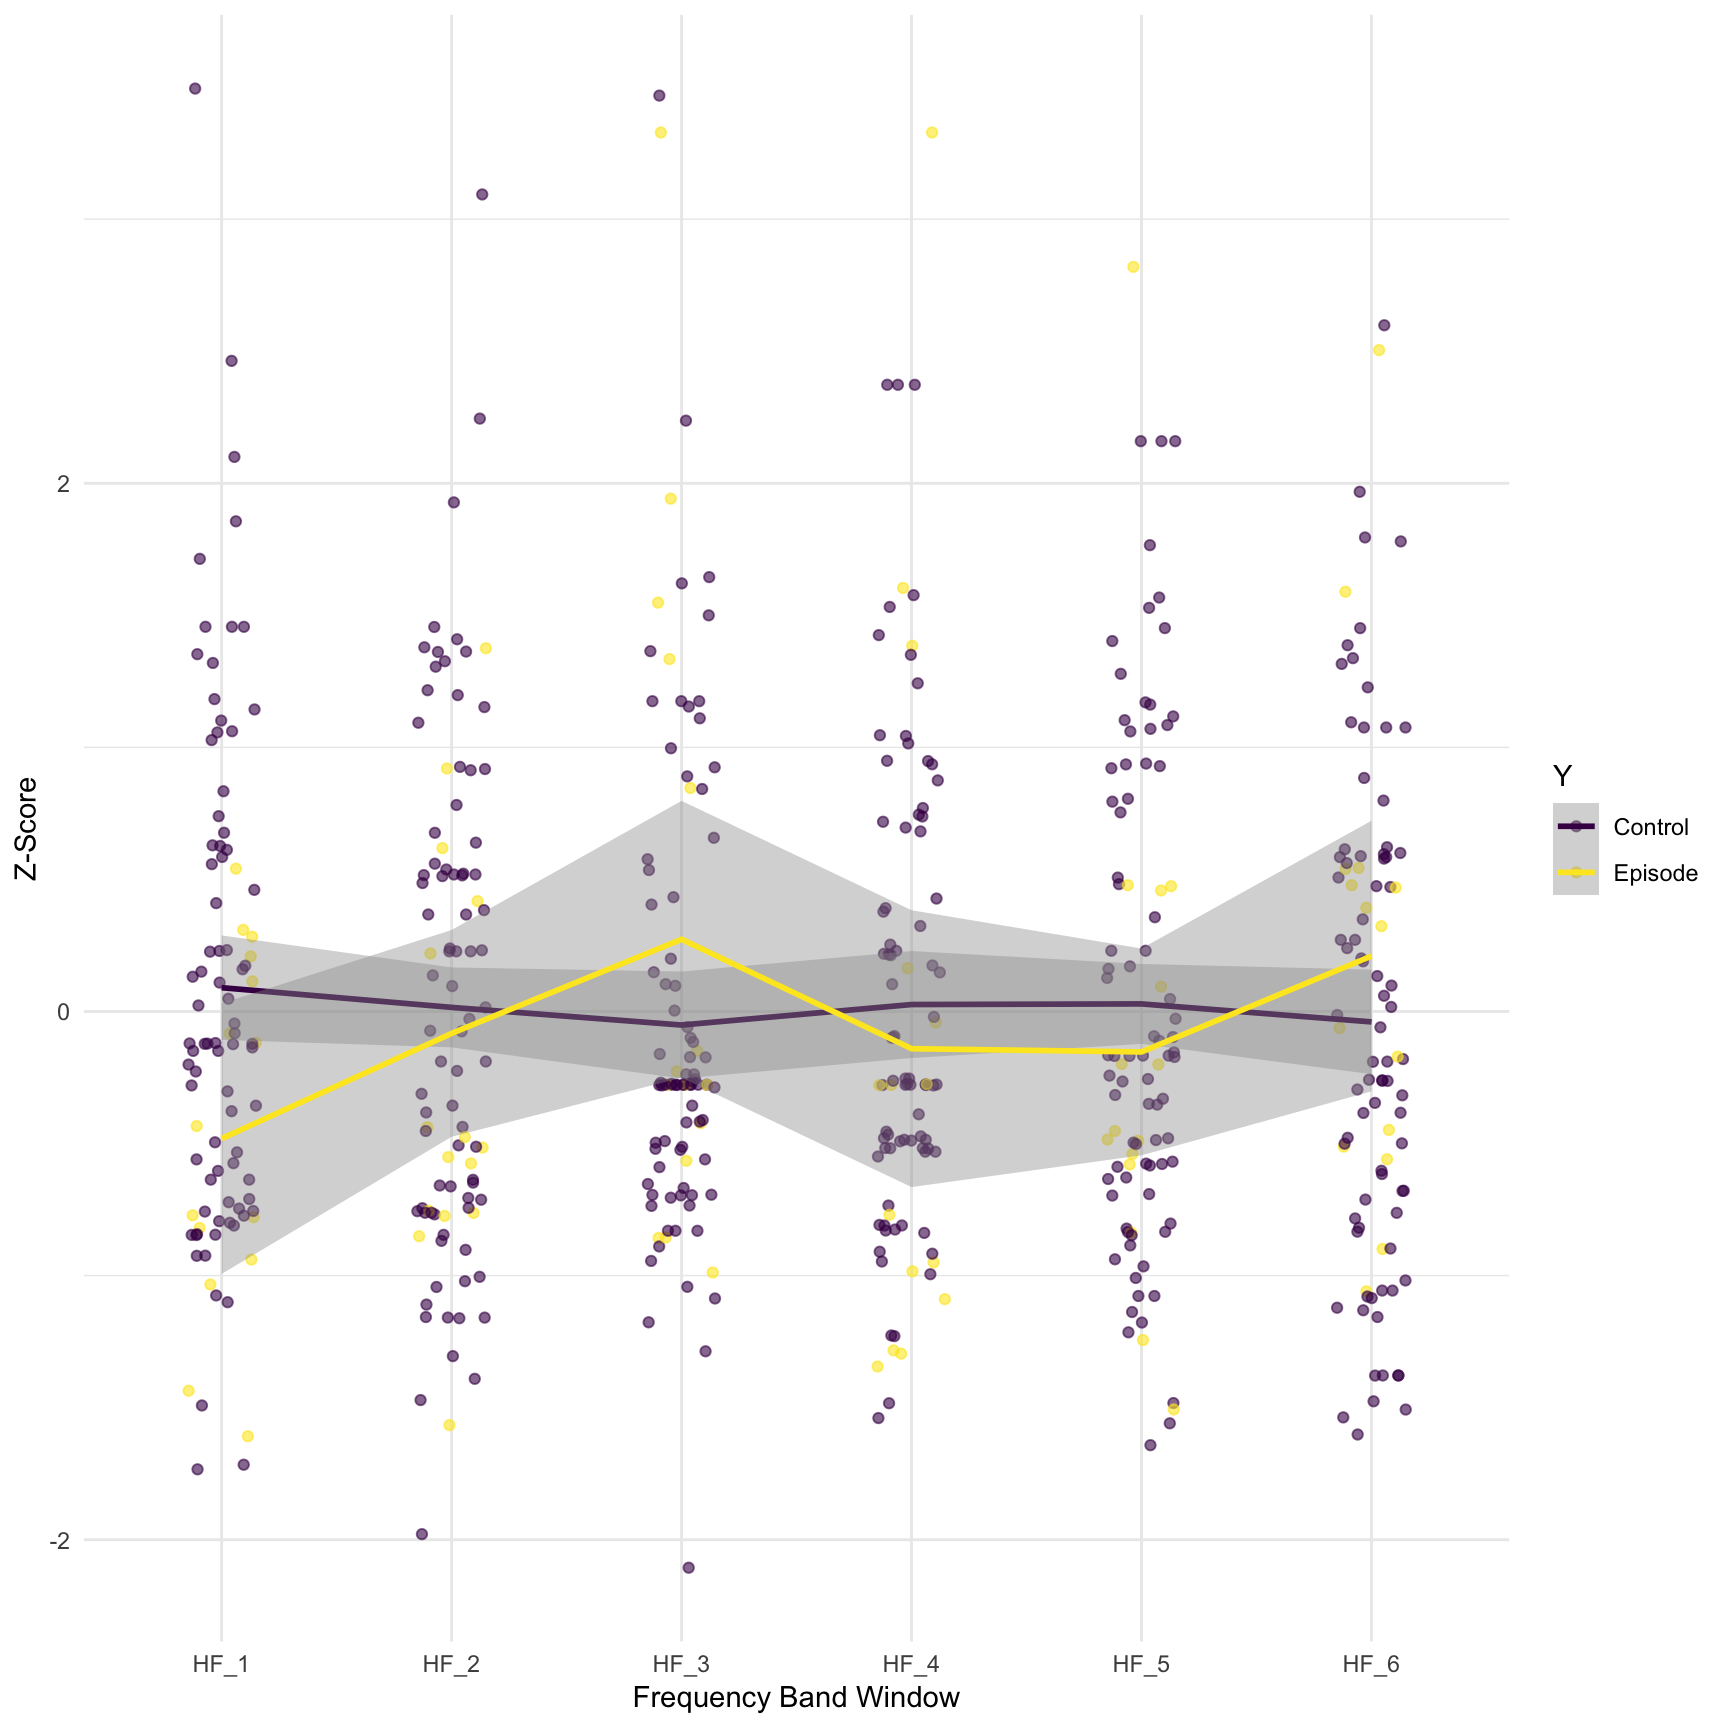 Z-Score
2
0
-2
HF_1
HF_2
HF_3
HF_4
HF_5
HF_6
Frequency Band Window
Y
Control
Episode